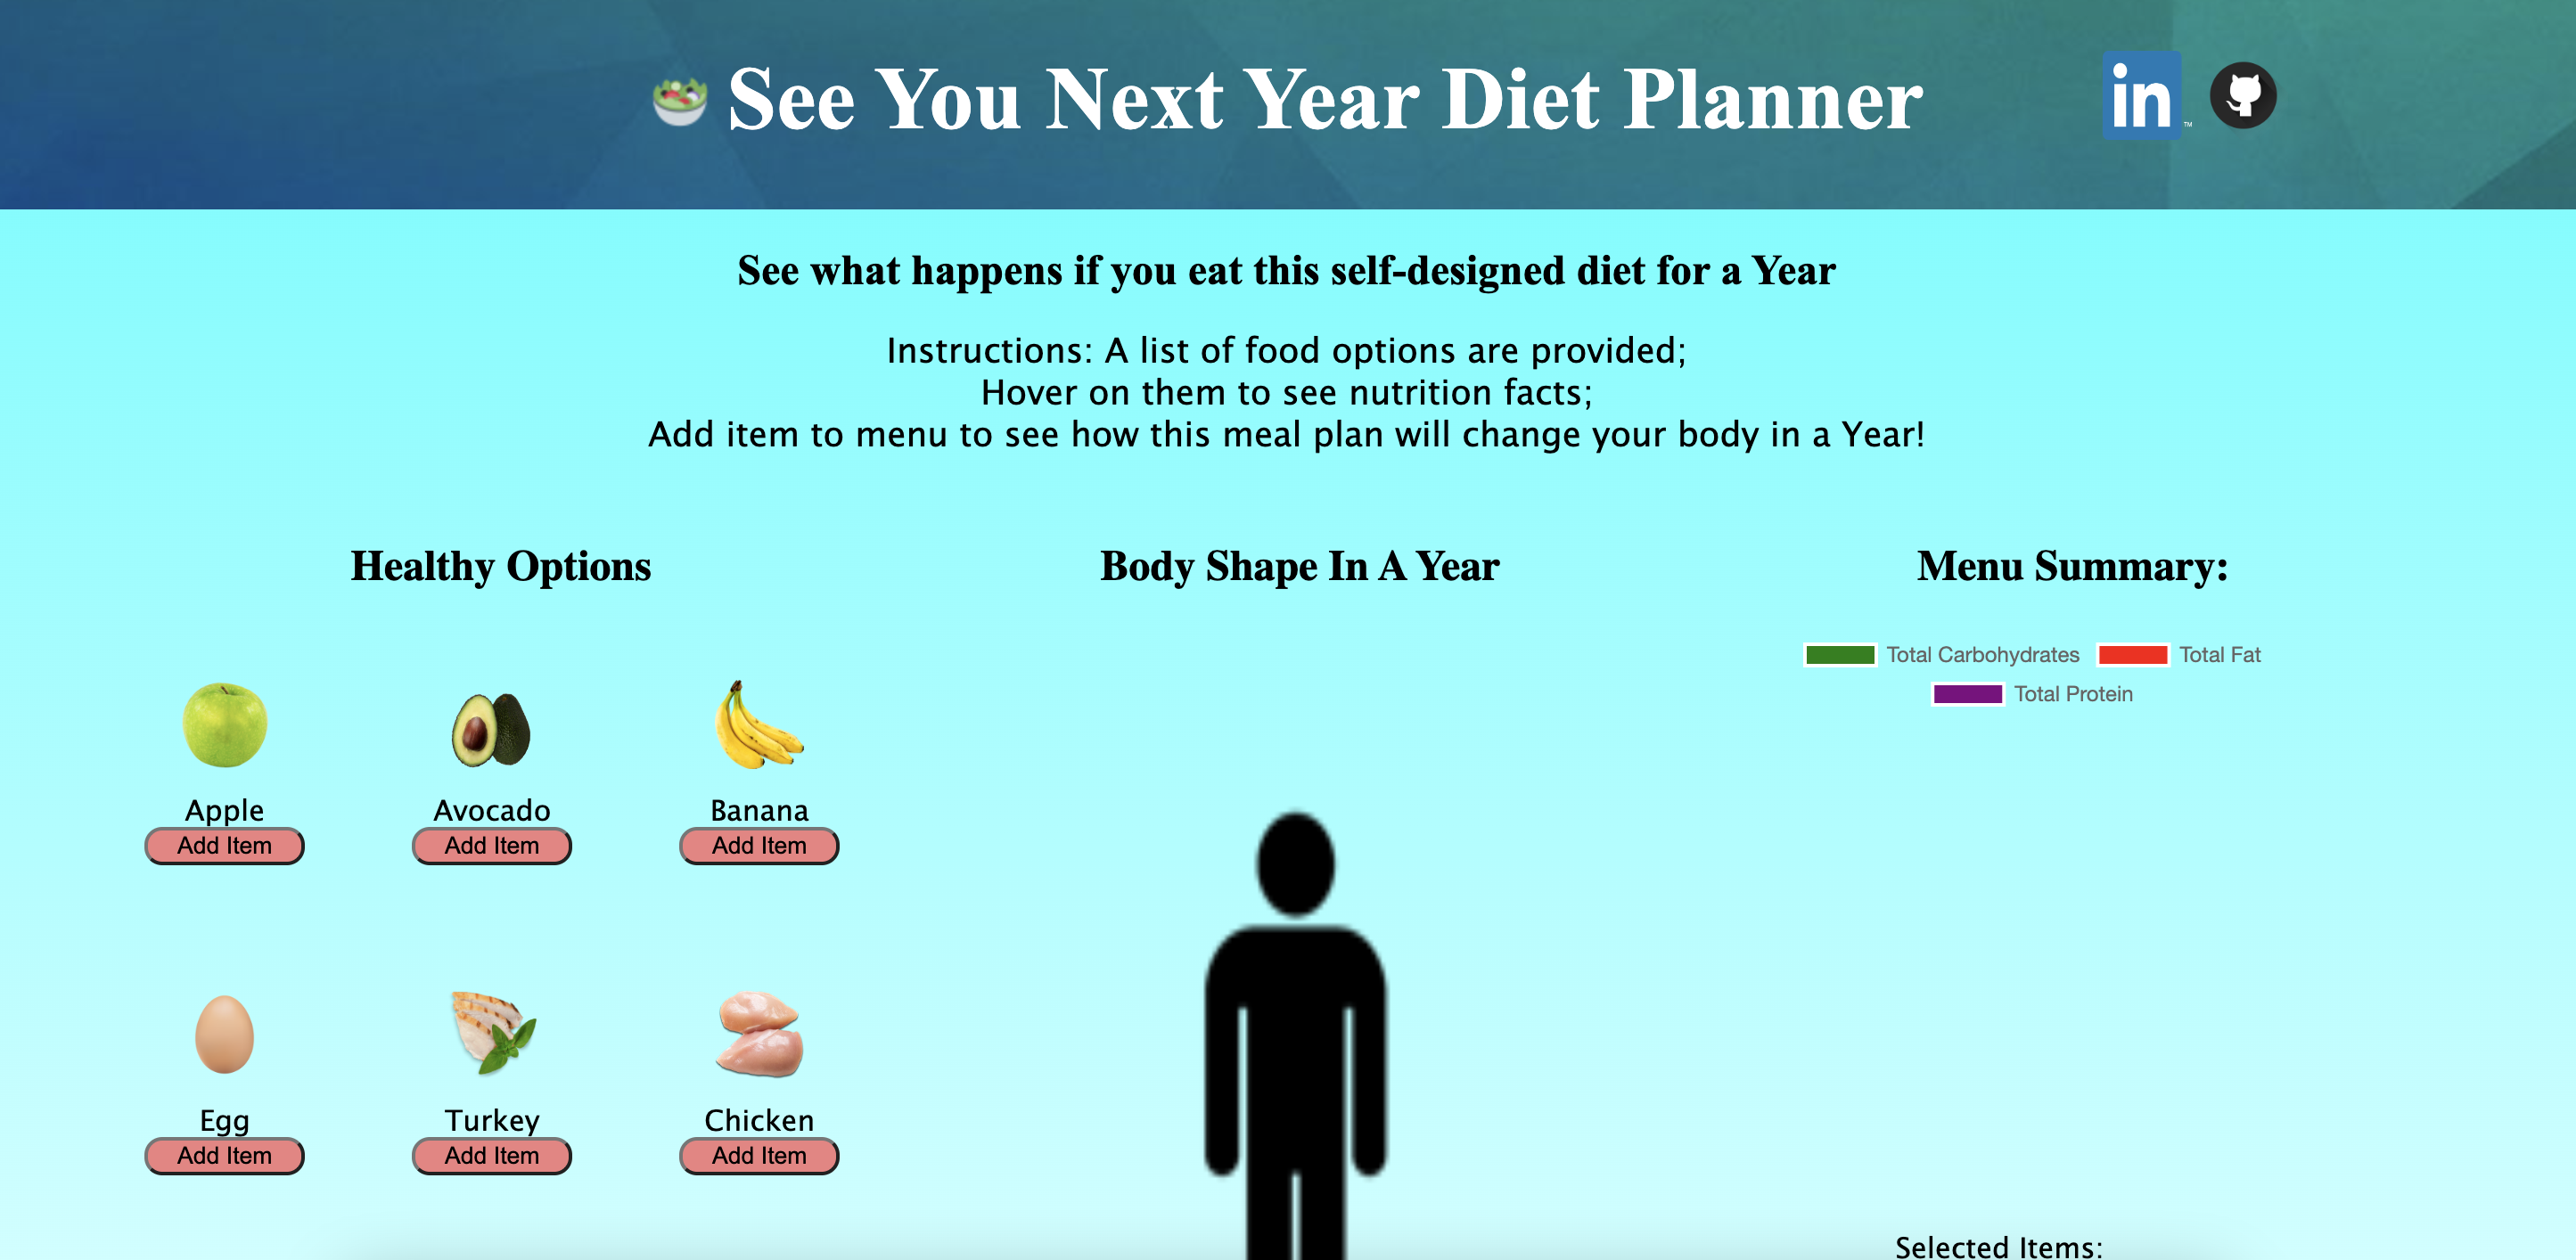 See You Next Year Diet Planner
in™
See what happens if you eat this self-designed diet for a Year
Instructions: A list of food options are provided;
Hover on them to see nutrition facts;
Add item to menu to see how this meal plan will change your body in a Year!
Healthy Options
Body Shape In A Year
Menu Summary:
Total Carbohydrates Total Fat
Total Protein
Apple Avocado Banana
Add Item Add Item Add Item
Egg Turkey Chicken
Add Item Add Item Add Item
Selected Items: